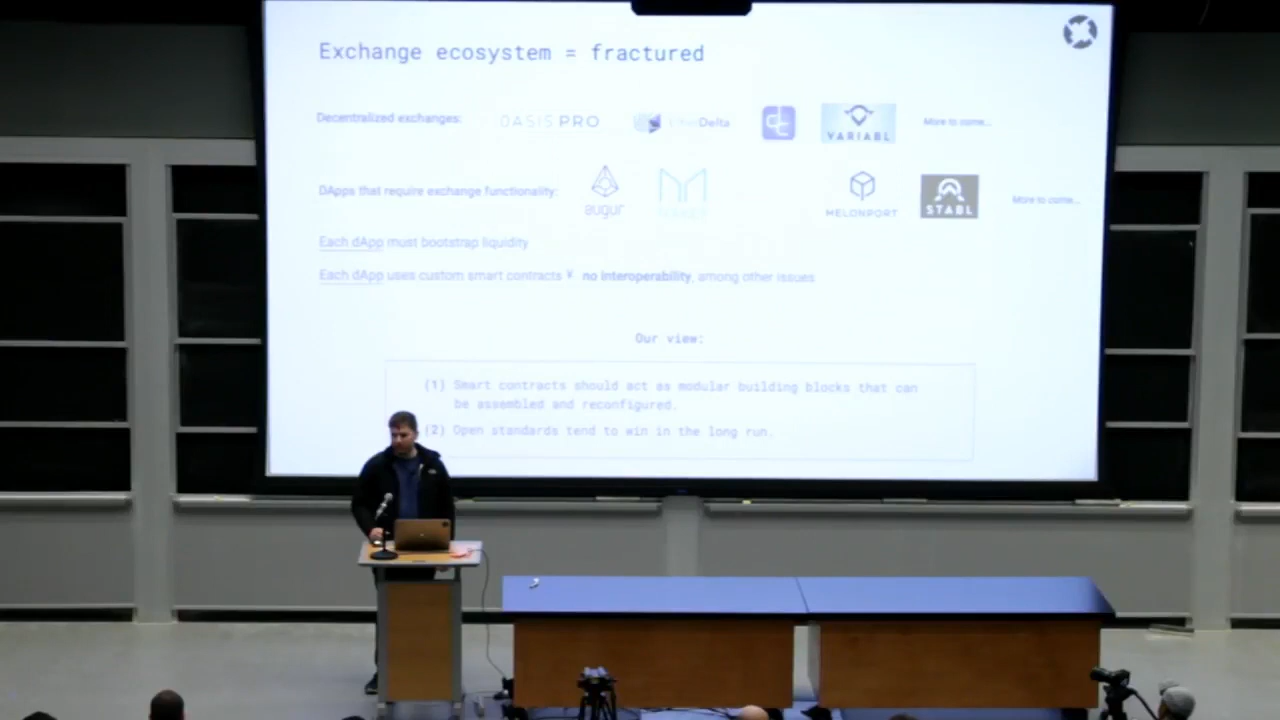 Exchange ecosystem = fractured
Decentralized exchanges: OASIS PRO EtherDelta VARIABL More to come...
DApps that require exchange functionality: augur MAKER MELONPORT STABL More to come...
Each dApp must bootstrap liquidity
Each dApp uses custom smart contracts ¥ no interoperability, among other issues
Our view:
(1) Smart contracts should act as modular building blocks that can
be assembled and reconfigured.
(2) Open standards tend to win in the long run.